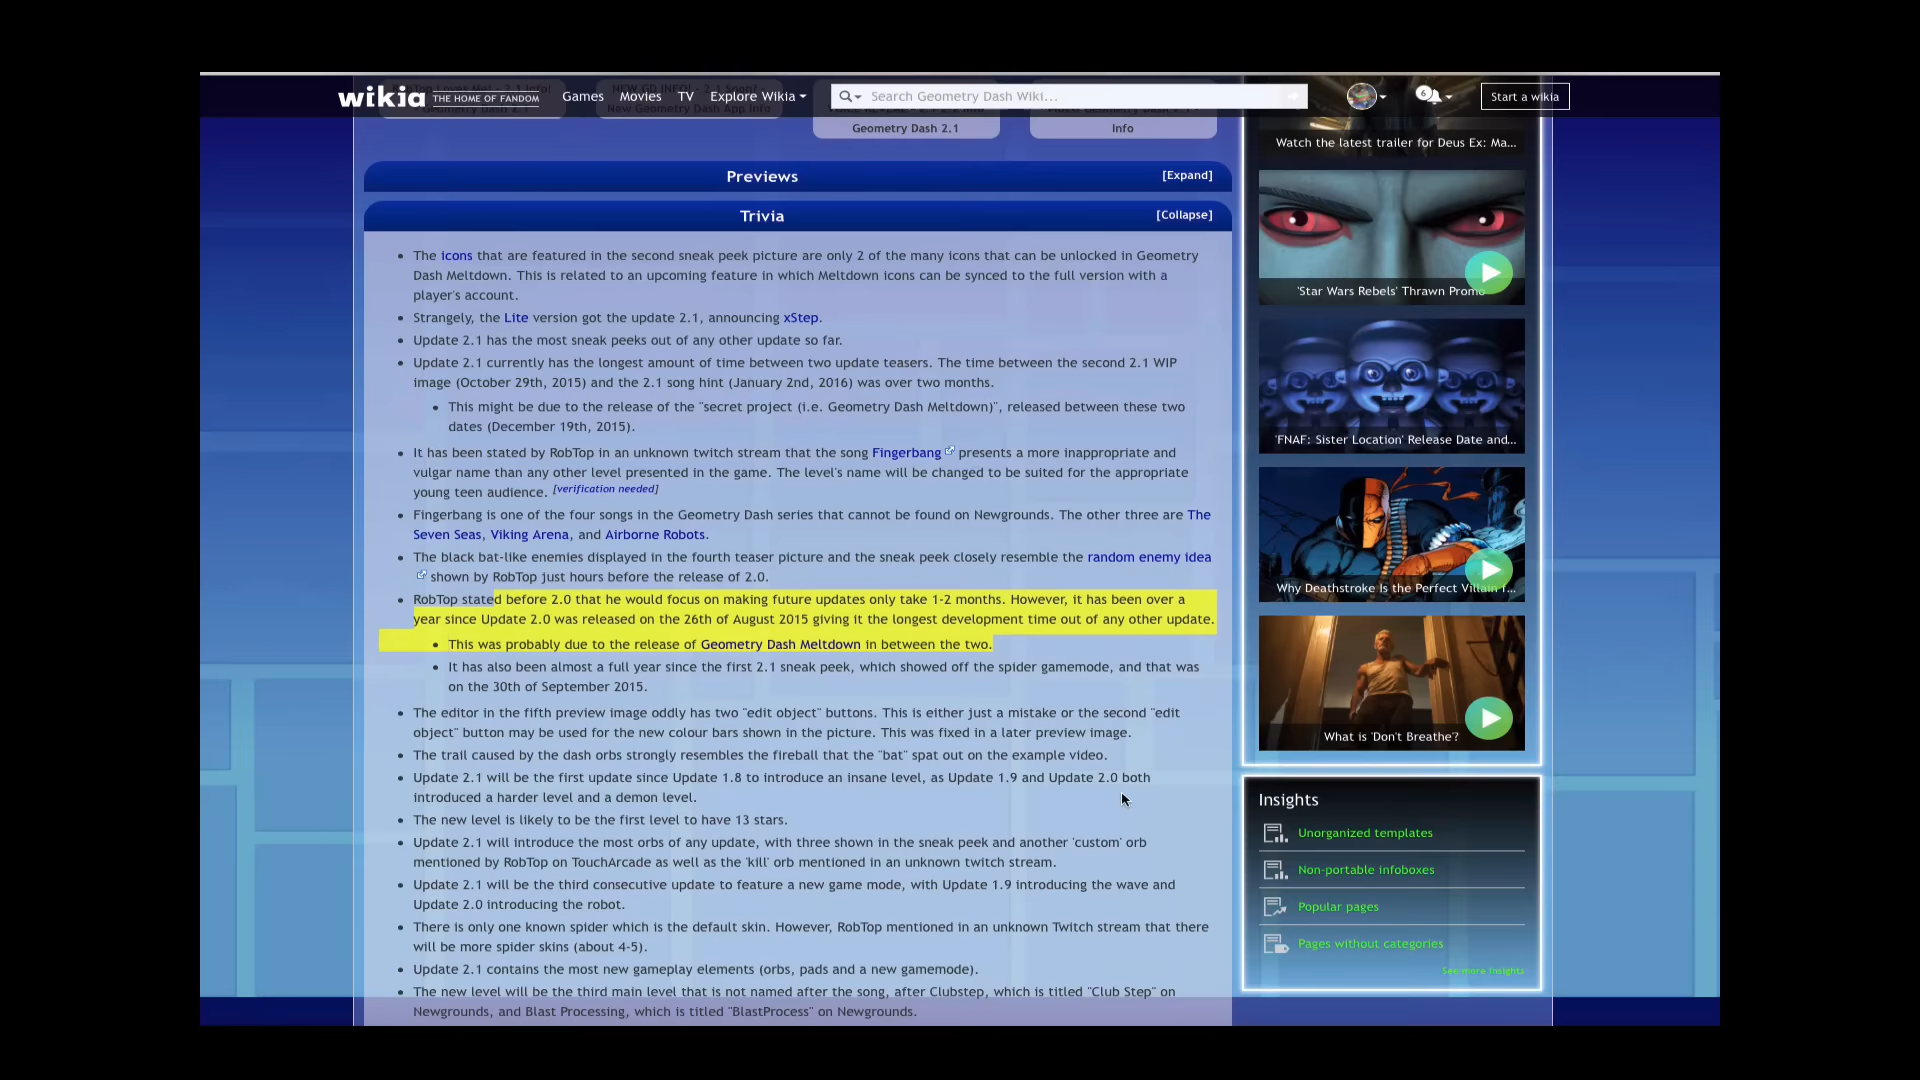 wikia THE HOME OF FANDOM Games Movies TV Explore Wikia Search Geometry Dash Wiki... 6 Start a wikia
Geometry Dash 2.1
Info
Previews [Expand]
Trivia [Collapse]
The icons that are featured in the second sneak peek picture are only 2 of the many icons that can be unlocked in Geometry
Dash Meltdown. This is related to an upcoming feature in which Meltdown icons can be synced to the full version with a
player's account.
Strangely, the Lite version got the update 2.1, announcing xStep.
Update 2.1 has the most sneak peeks out of any other update so far.
Update 2.1 currently has the longest amount of time between two update teasers. The time between the second 2.1 WIP
image (October 29th, 2015) and the 2.1 song hint (January 2nd, 2016) was over two months.
This might be due to the release of the "secret project (i.e. Geometry Dash Meltdown)", released between these two
dates (December 19th, 2015).
It has been stated by RobTop in an unknown twitch stream that the song Fingerbang presents a more inappropriate and
vulgar name than any other level presented in the game. The level's name will be changed to be suited for the appropriate
young teen audience. [verification needed]
Fingerbang is one of the four songs in the Geometry Dash series that cannot be found on Newgrounds. The other three are The
Seven Seas, Viking Arena, and Airborne Robots.
The black bat-like enemies displayed in the fourth teaser picture and the sneak peek closely resemble the random enemy idea
shown by RobTop just hours before the release of 2.0.
RobTop stated before 2.0 that he would focus on making future updates only take 1-2 months. However, it has been over a
year since Update 2.0 was released on the 26th of August 2015 giving it the longest development time out of any other update.
This was probably due to the release of Geometry Dash Meltdown in between the two.
It has also been almost a full year since the first 2.1 sneak peek, which showed off the spider gamemode, and that was
on the 30th of September 2015.
The editor in the fifth preview image oddly has two "edit object" buttons. This is either just a mistake or the second "edit
object" button may be used for the new colour bars shown in the picture. This was fixed in a later preview image.
The trail caused by the dash orbs strongly resembles the fireball that the "bat" spat out on the example video.
Update 2.1 will be the first update since Update 1.8 to introduce an insane level, as Update 1.9 and Update 2.0 both
introduced a harder level and a demon level.
The new level is likely to be the first level to have 13 stars.
Update 2.1 will introduce the most orbs of any update, with three shown in the sneak peek and another 'custom' orb
mentioned by RobTop on TouchArcade as well as the 'kill' orb mentioned in an unknown twitch stream.
Update 2.1 will be the third consecutive update to feature a new game mode, with Update 1.9 introducing the wave and
Update 2.0 introducing the robot.
There is only one known spider which is the default skin. However, RobTop mentioned in an unknown Twitch stream that there
will be more spider skins (about 4-5).
Update 2.1 contains the most new gameplay elements (orbs, pads and a new gamemode).
The new level will be the third main level that is not named after the song, after Clubstep, which is titled "Club Step" on
Newgrounds, and Blast Processing, which is titled "BlastProcess" on Newgrounds.
Watch the latest trailer for Deus Ex: Ma...
'Star Wars Rebels' Thrawn Promo
'FNAF: Sister Location' Release Date and...
Why Deathstroke Is the Perfect Villain f...
What is 'Don't Breathe'?
Insights
Unorganized templates
Non-portable infoboxes
Popular pages
Pages without categories
See more insights